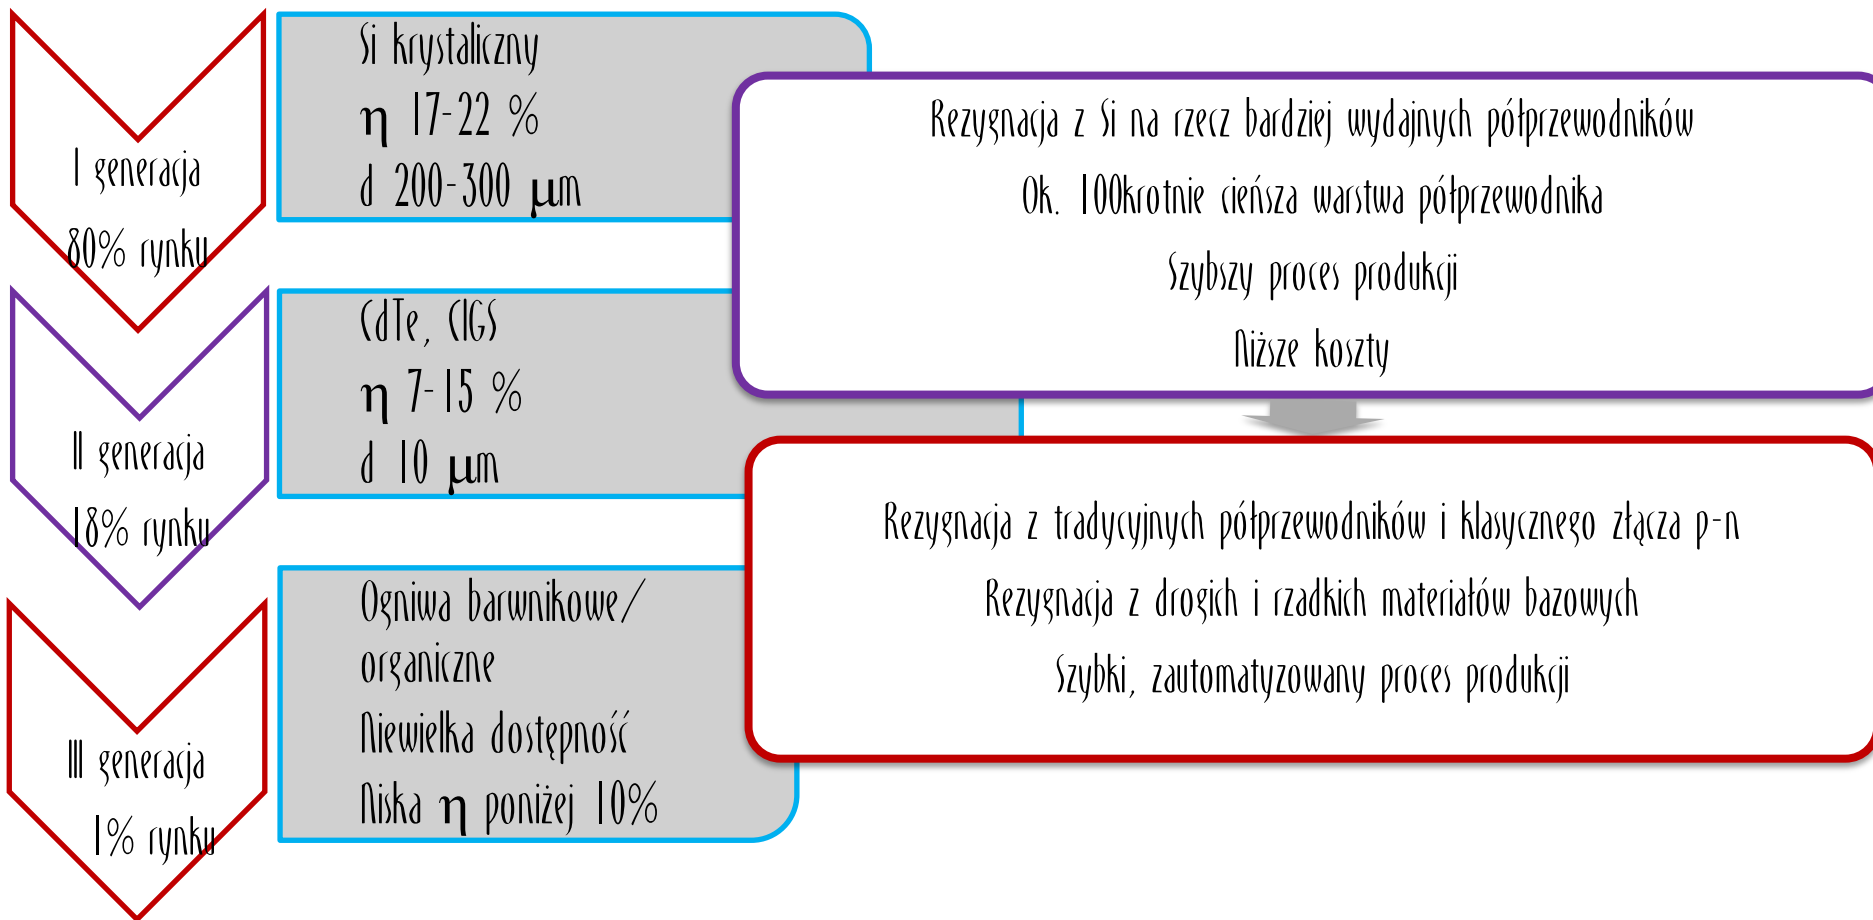 I generacja
80% rynku
Si krystaliczny
η 17-22 %
d 200-300 μm
II generacja
18% rynku
CdTe, CIGS
η 7-15 %
d 10 μm
III generacja
1% rynku
Ogniwa barwnikowe/
organiczne
Niewielka dostępność
Niska η poniżej 10%
Rezygnacja z Si na rzecz bardziej wydajnych półprzewodników
Ok. 100krotnie cieńsza warstwa półprzewodnika
Szybszy proces produkcji
Niższe koszty
Rezygnacja z tradycyjnych półprzewodników i klasycznego złącza p-n
Rezygnacja z drogich i rzadkich materiałów bazowych
Szybki, zautomatyzowany proces produkcji